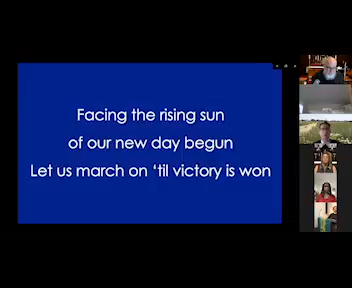 Facing the rising sun
of our new day begun
Let us march on ‘til victory is won